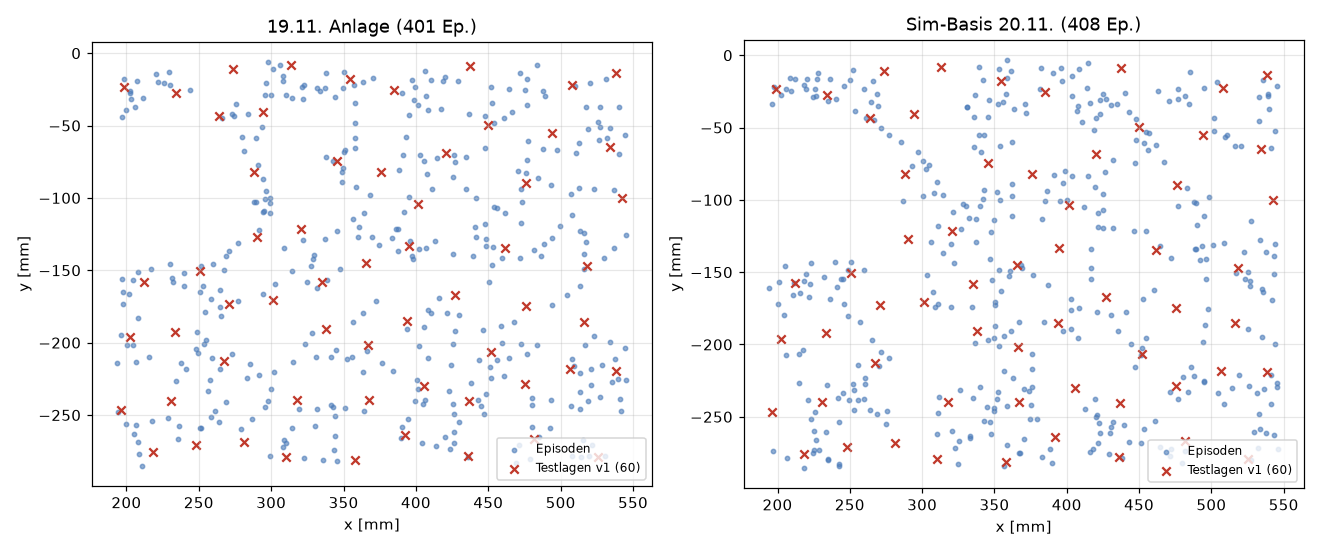 19.11. Anlage (401 Ep.)
0
−50
−100
−150
−200
−250
y [mm]
200
250
300
350
400
450
500
550
x [mm]
Episoden
Testlagen v1 (60)
Sim-Basis 20.11. (408 Ep.)
0
−50
−100
−150
−200
−250
y [mm]
200
250
300
350
400
450
500
550
x [mm]
Episoden
Testlagen v1 (60)